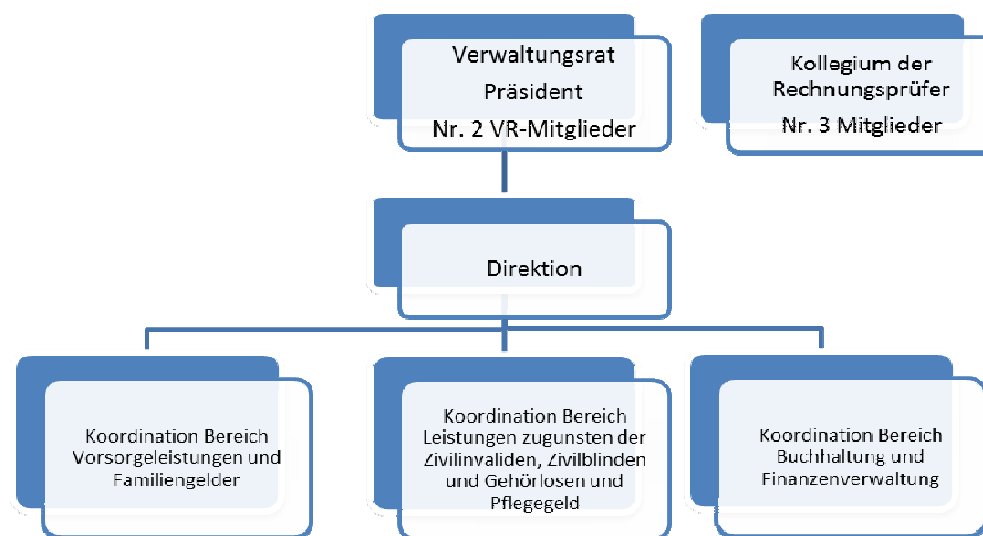 Verwaltungsrat
Präsident
Nr. 2 VR-Mitglieder
Kollegium der
Rechnungsprüfer
Nr. 3 Mitglieder
Direktion
Koordination Bereich
Vorsorgeleistungen und
Familiengelder
Koordination Bereich
Leistungen zugunsten der
Zivilinvaliden, Zivilblinden
und Gehörlosen und
Pflegegeld
Koordination Bereich
Buchhaltung und
Finanzenverwaltung